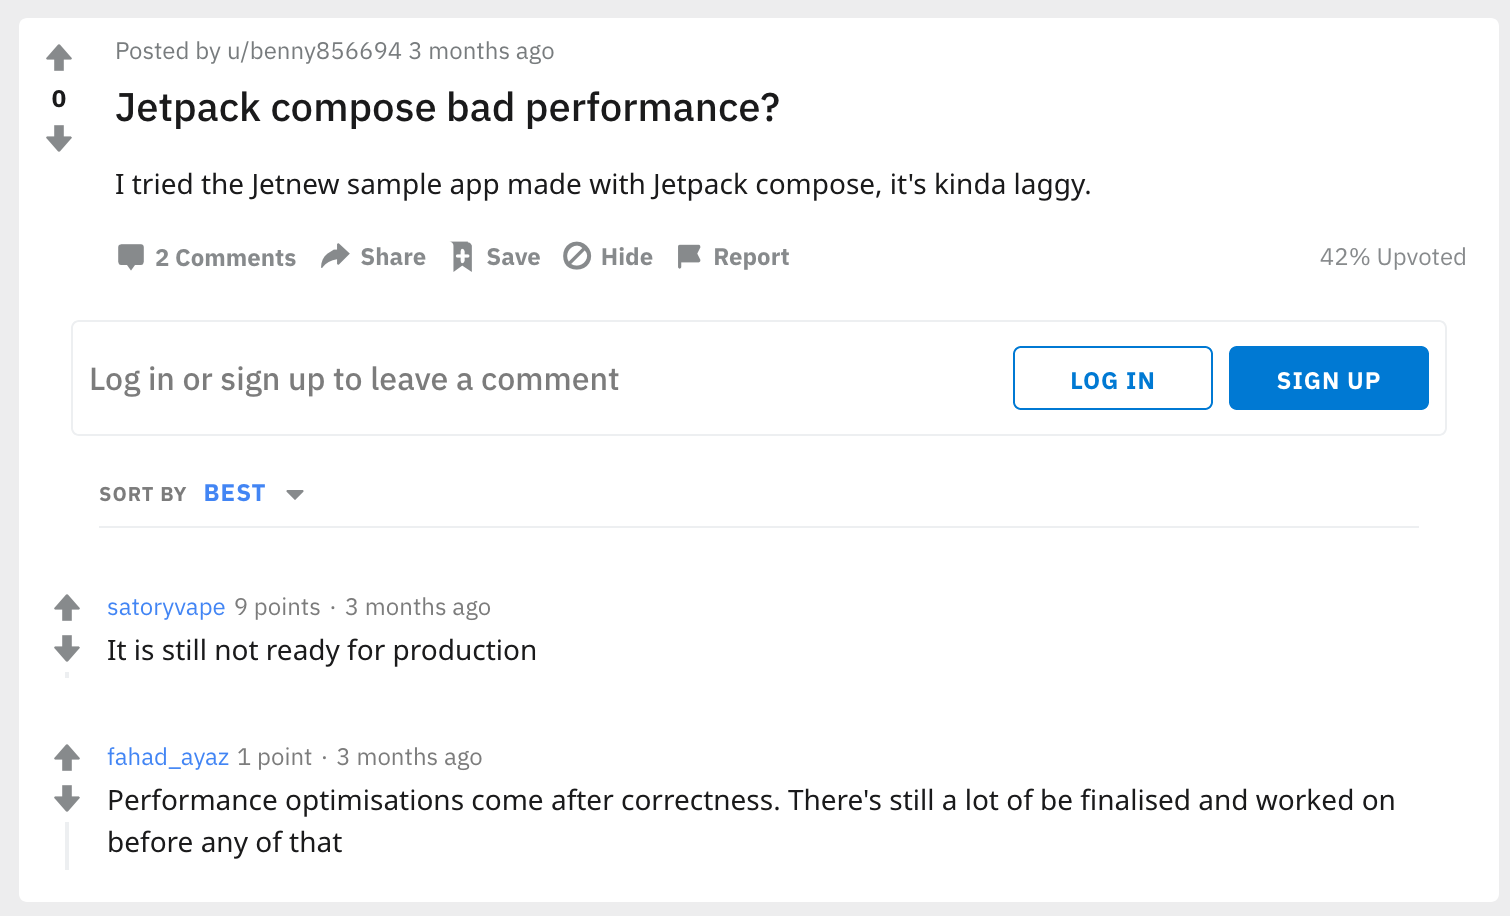 Posted by u/benny856694 3 months ago
0
Jetpack compose bad performance?
I tried the Jetnew sample app made with Jetpack compose, it's kinda laggy.
2 Comments Share Save Hide Report 42% Upvoted
Log in or sign up to leave a comment LOG IN SIGN UP
SORT BY BEST
satoryvape 9 points · 3 months ago
It is still not ready for production
fahad_ayaz 1 point · 3 months ago
Performance optimisations come after correctness. There's still a lot of be finalised and worked on
before any of that